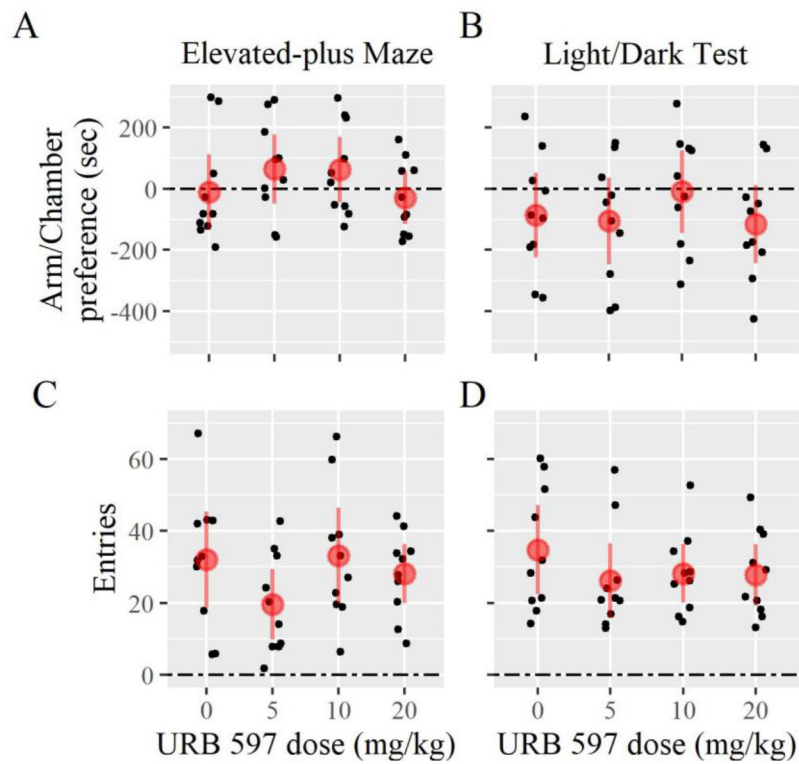 A
B
Elevated-plus Maze
Light/Dark Test
Arm/Chamber
preference (sec)
200
0
-200
-400
C
D
Entries
60
40
20
0
0 5 10 20
0 5 10 20
URB 597 dose (mg/kg)
URB 597 dose (mg/kg)